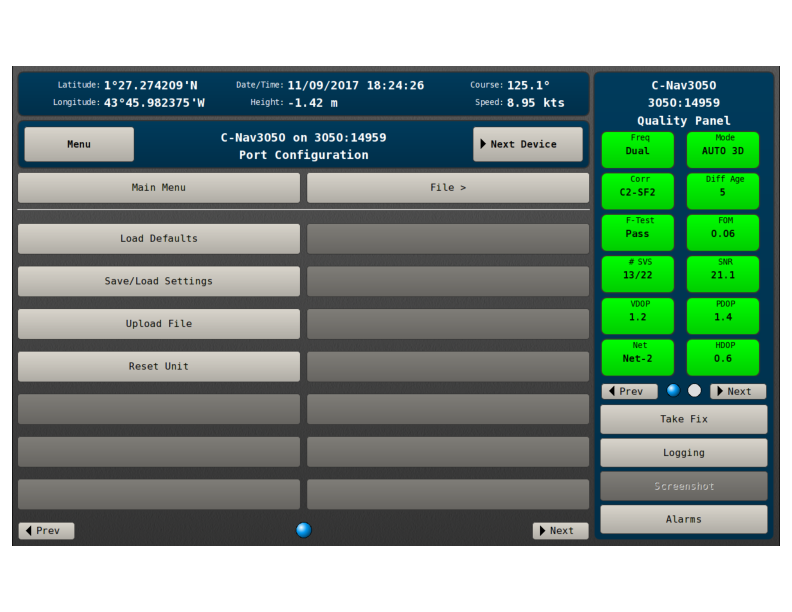 Latitude: 1°27.274209'N Date/Time: 11/09/2017 18:24:26 Course: 125.1°
Longitude: 43°45.982375'W Height: -1.42 m Speed: 8.95 kts
Menu
C-Nav3050 on 3050:14959
Port Configuration
Next Device
Main Menu
File >
Load Defaults
Save/Load Settings
Upload File
Reset Unit
Prev
Next
C-Nav3050
3050:14959
Quality Panel
Freq Mode
Dual AUTO 3D
Corr Diff Age
C2-SF2 5
F-Test FOM
Pass 0.06
# SVS SNR
13/22 21.1
VDOP PDOP
1.2 1.4
Net HDOP
Net-2 0.6
Prev Next
Take Fix
Logging
Screenshot
Alarms